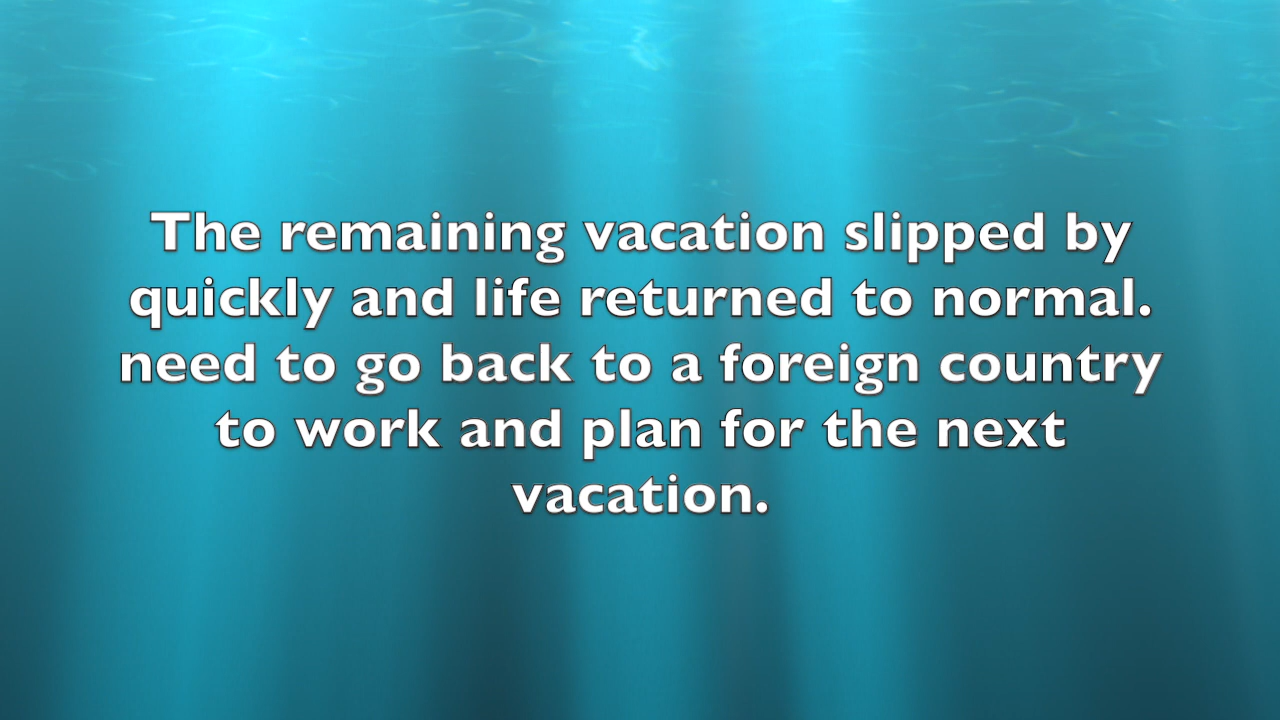 The remaining vacation slipped by
quickly and life returned to normal.
need to go back to a foreign country
to work and plan for the next
vacation.